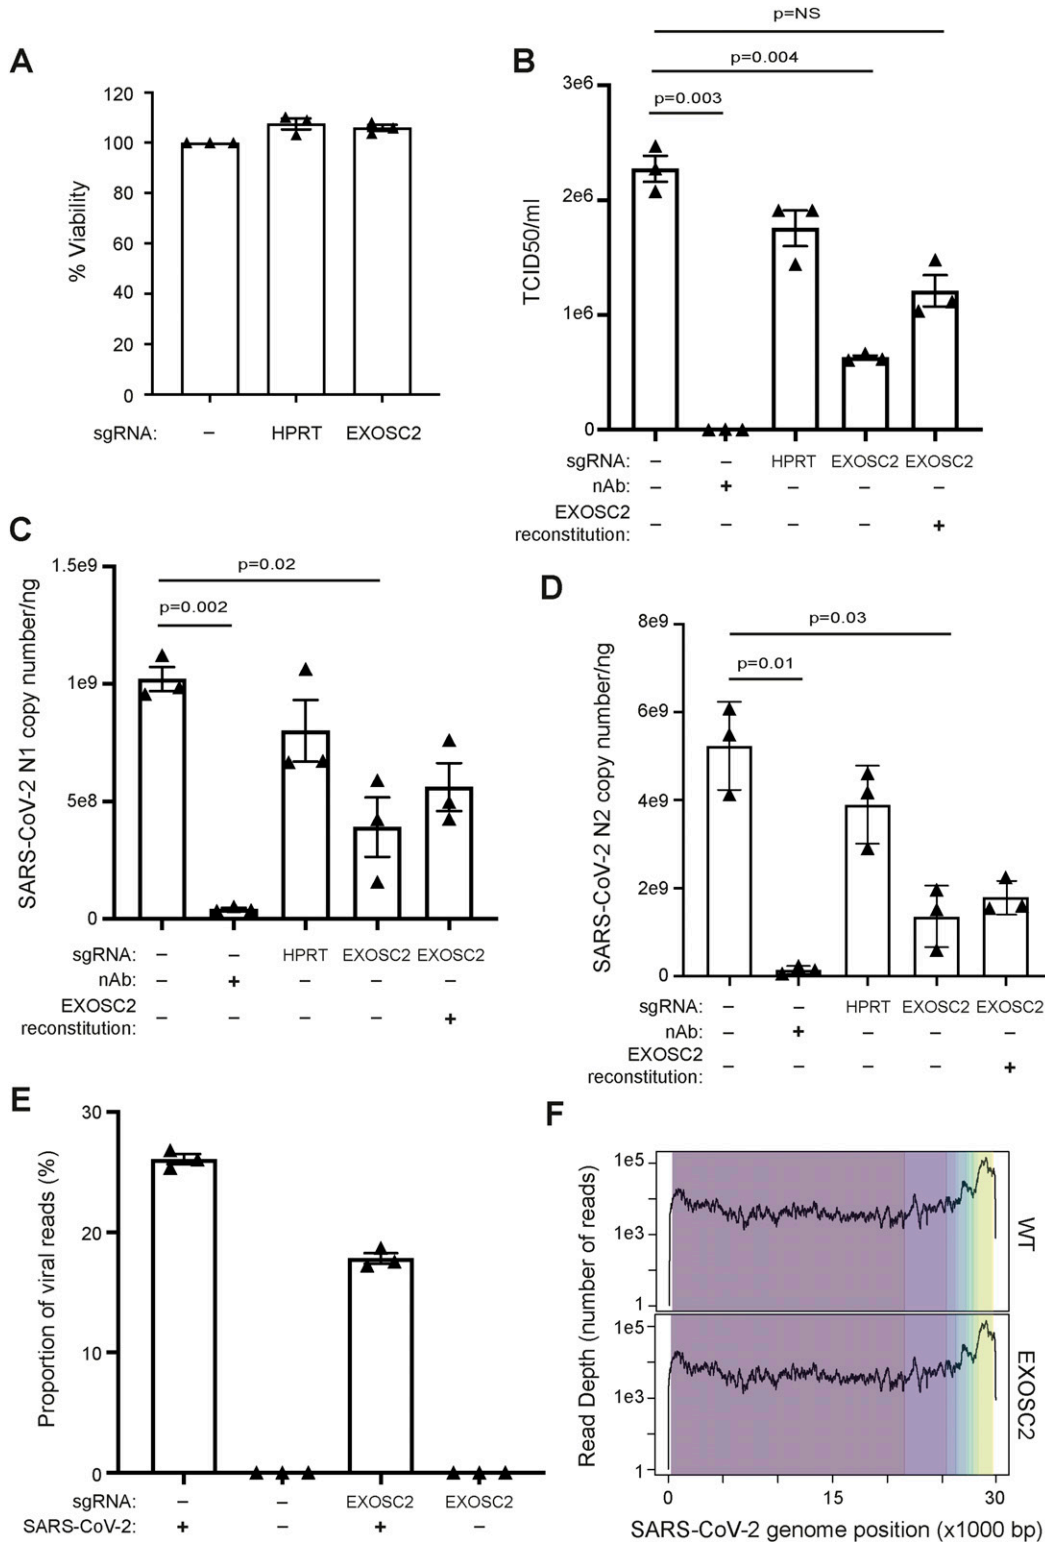 A
120
100
80
60
40
20
0
% Viability
sgRNA: – HPRT EXOSC2
B
p=NS
p=0.004
p=0.003
3e6
2e6
1e6
0
TCID50/ml
sgRNA: – – HPRT EXOSC2 EXOSC2
nAb: – + – – –
EXOSC2
reconstitution: – – – – +
C
1.5e9
1e9
5e8
0
p=0.02
p=0.002
SARS-CoV-2 N1 copy number/ng
sgRNA: – – HPRT EXOSC2 EXOSC2
nAb: – + – – –
EXOSC2
reconstitution: – – – – +
D
8e9
6e9
4e9
2e9
0
p=0.03
p=0.01
SARS-CoV-2 N2 copy number/ng
sgRNA: – – HPRT EXOSC2 EXOSC2
nAb: – + – – –
EXOSC2
reconstitution: – – – – +
E
30
20
10
0
Proportion of viral reads (%)
sgRNA: – – EXOSC2 EXOSC2
SARS-CoV-2: + – + –
F
1e5
1e3
1
WT
1e5
1e3
1
EXOSC2
Read Depth (number of reads)
0 15 30
SARS-CoV-2 genome position (x1000 bp)